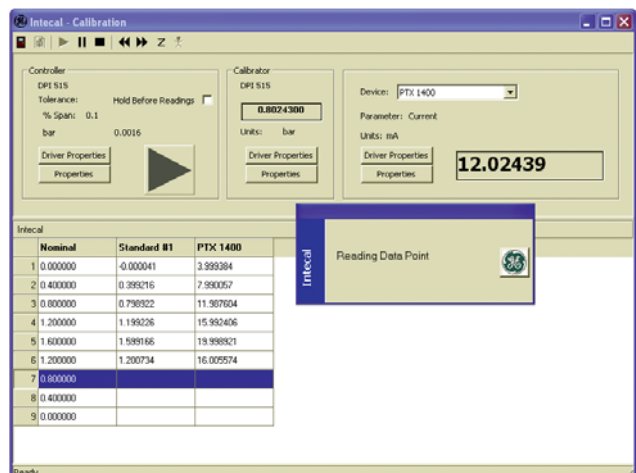 Intecal - Calibration
Z
Controller
DPI 515
Tolerance:
Hold Before Readings
% Span: 0.1
bar 0.0016
Driver Properties
Properties
Calibrator
DPI 515
0.8024300
Units: bar
Driver Properties
Properties
Device: PTX 1400
Parameter: Current
Units: mA
Driver Properties
Properties
12.02439
Intecal
Nominal Standard #1 PTX 1400
1 0.000000 -0.000041 3.999384
2 0.400000 0.399216 7.990057
3 0.800000 0.798922 11.987604
4 1.200000 1.199226 15.992406
5 1.600000 1.599166 19.998921
6 1.200000 1.200734 16.005574
7 0.800000
8 0.400000
9 0.000000
Intecal
Reading Data Point
Ready